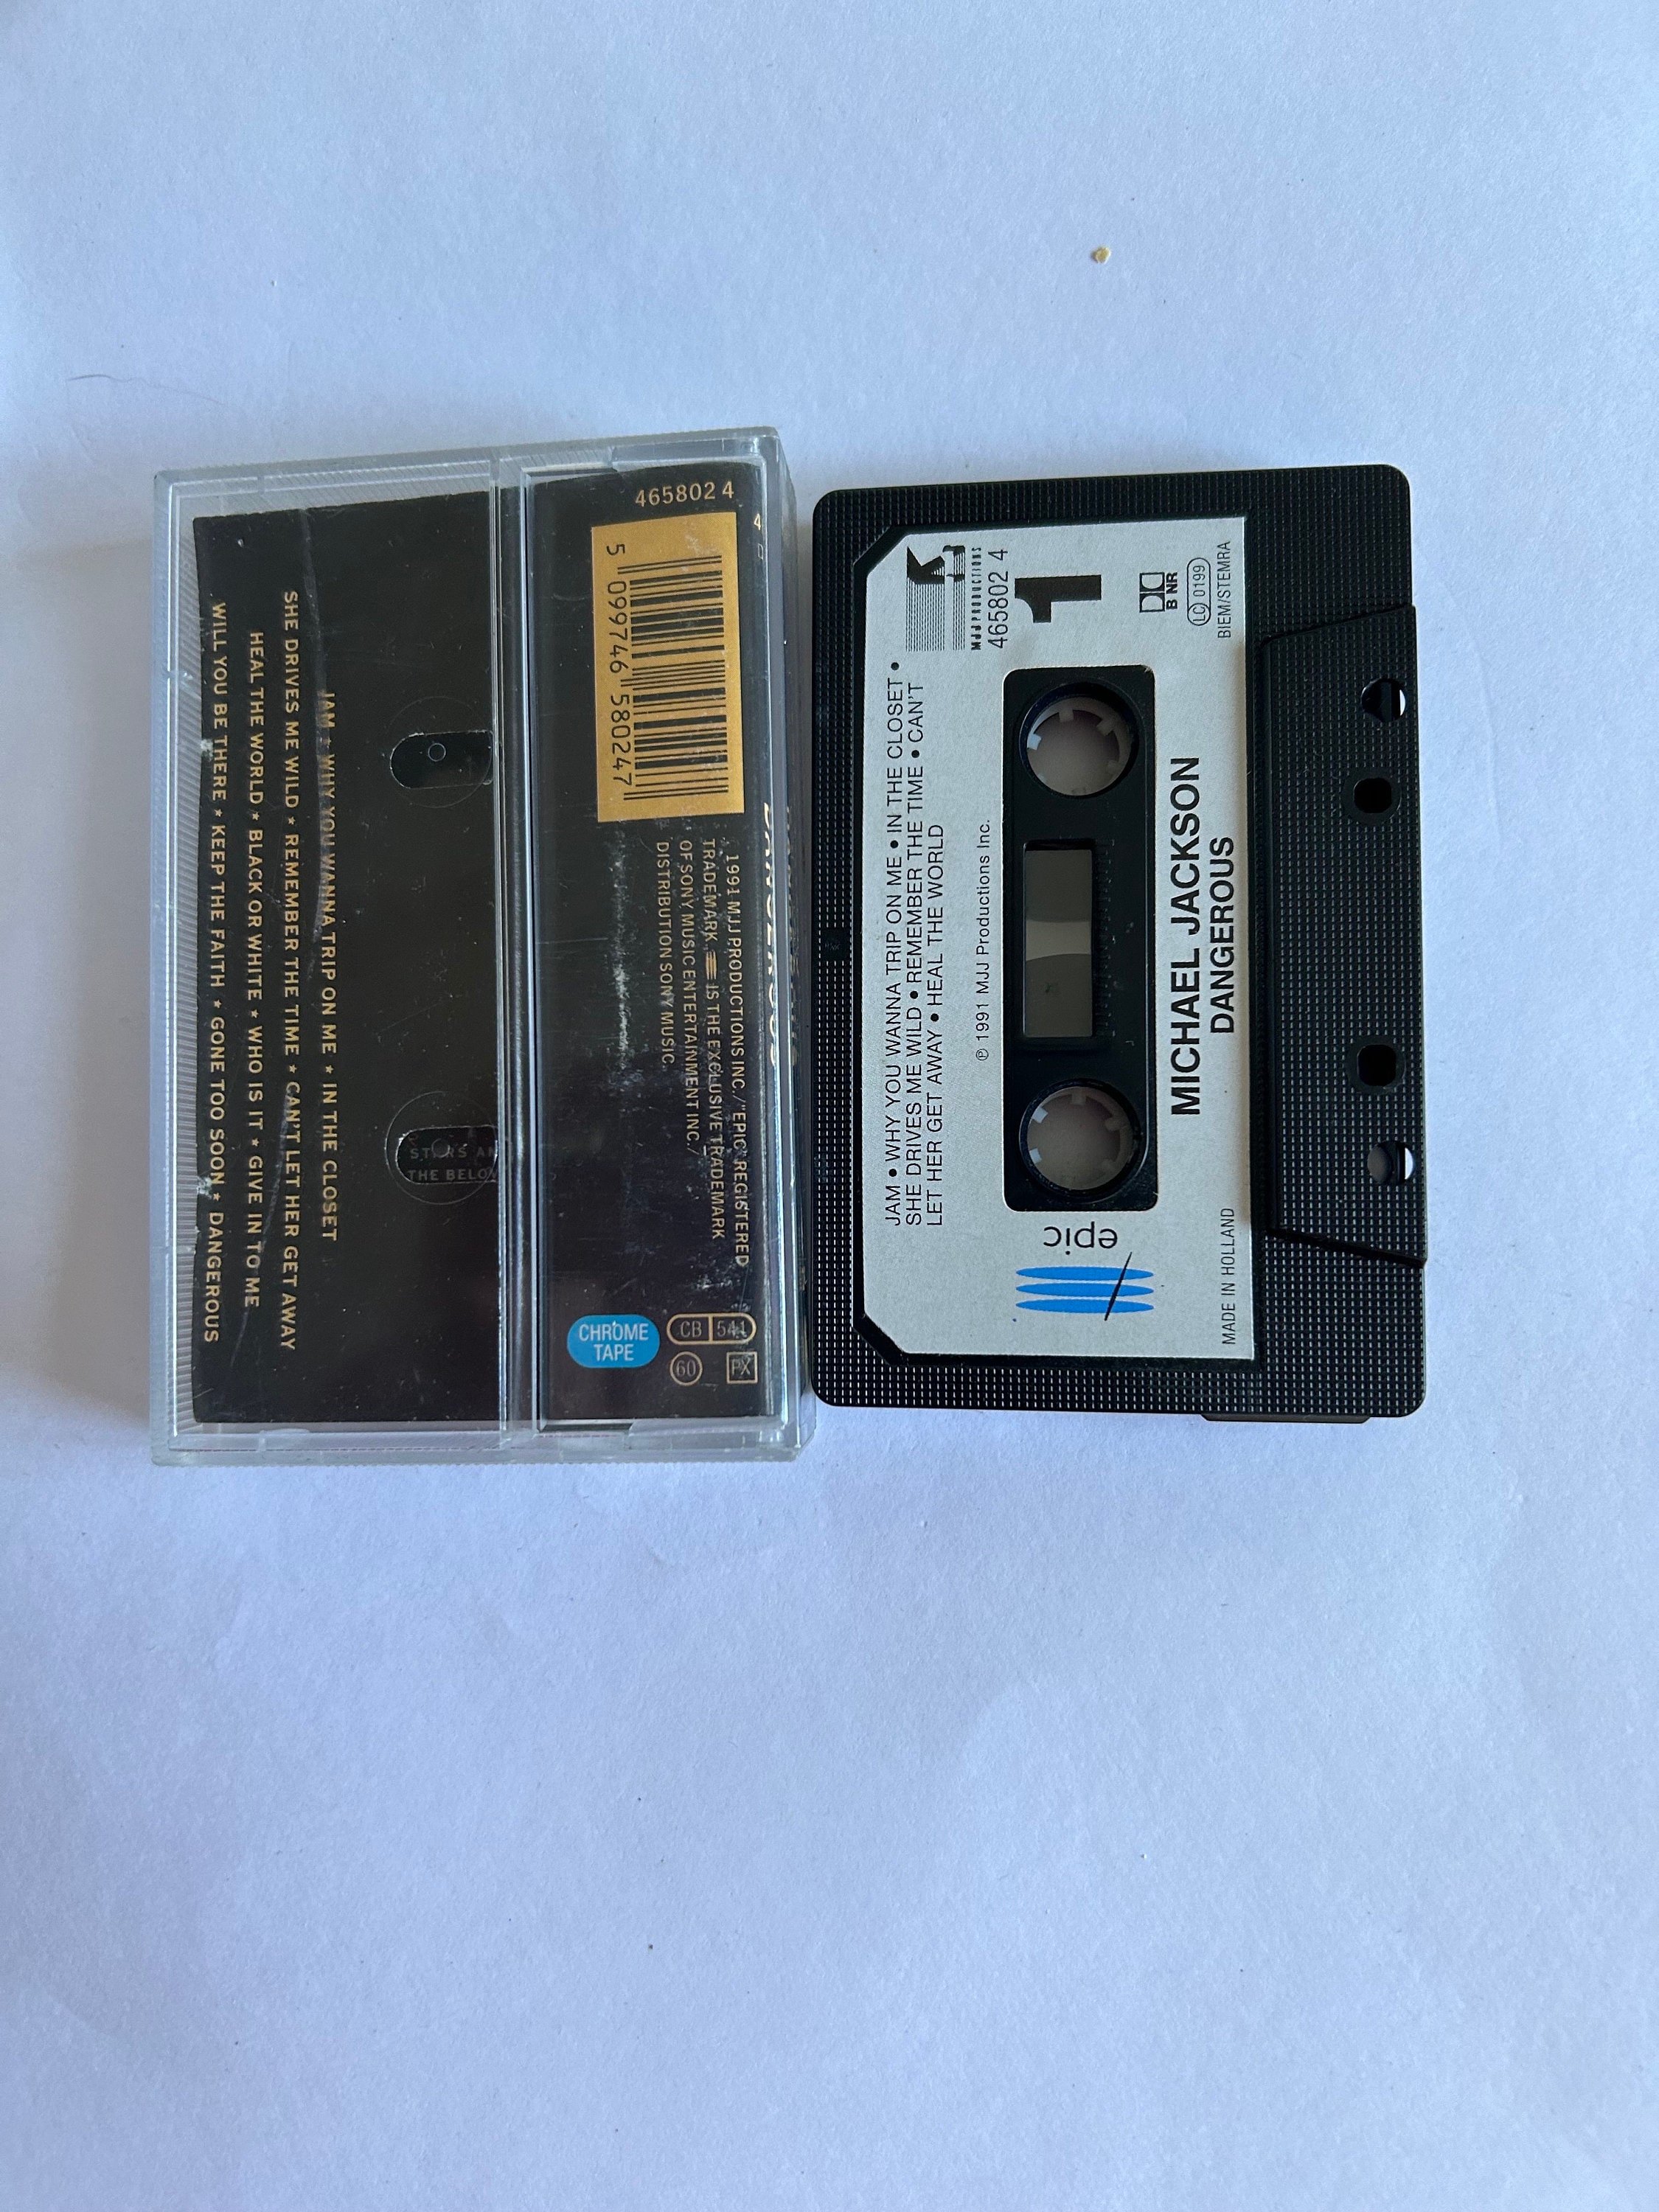 JAM * WHY YOU WANNA TRIP ON ME * IN THE CLOSET
SHE DRIVES ME WILD * REMEMBER THE TIME * CAN'T LET HER GET AWAY
HEAL THE WORLD * BLACK OR WHITE * WHO IS IT * GIVE IN TO ME
WILL YOU BE THERE * KEEP THE FAITH * GONE TOO SOON * DANGEROUS
THE BELOV
465802 4
5 099746 580247
1991 MJJ PRODUCTIONS INC./"EPIC" REGISTERED
TRADEMARK IS THE EXCLUSIVE TRADEMARK
OF SONY MUSIC ENTERTAINMENT INC./
DISTRIBUTION SONY MUSIC.
CB 541
60 PX
CHROME
TAPE
DANGEROUS
JAM • WHY YOU WANNA TRIP ON ME • IN THE CLOSET •
SHE DRIVES ME WILD • REMEMBER THE TIME • CAN'T
LET HER GET AWAY • HEAL THE WORLD
MJJ PRODUCTIONS
465802 4
℗ 1991 MJJ Productions Inc.
1
epic
B NR
LC 0199
BIEM/STEMRA
MICHAEL JACKSON
DANGEROUS
MADE IN HOLLAND